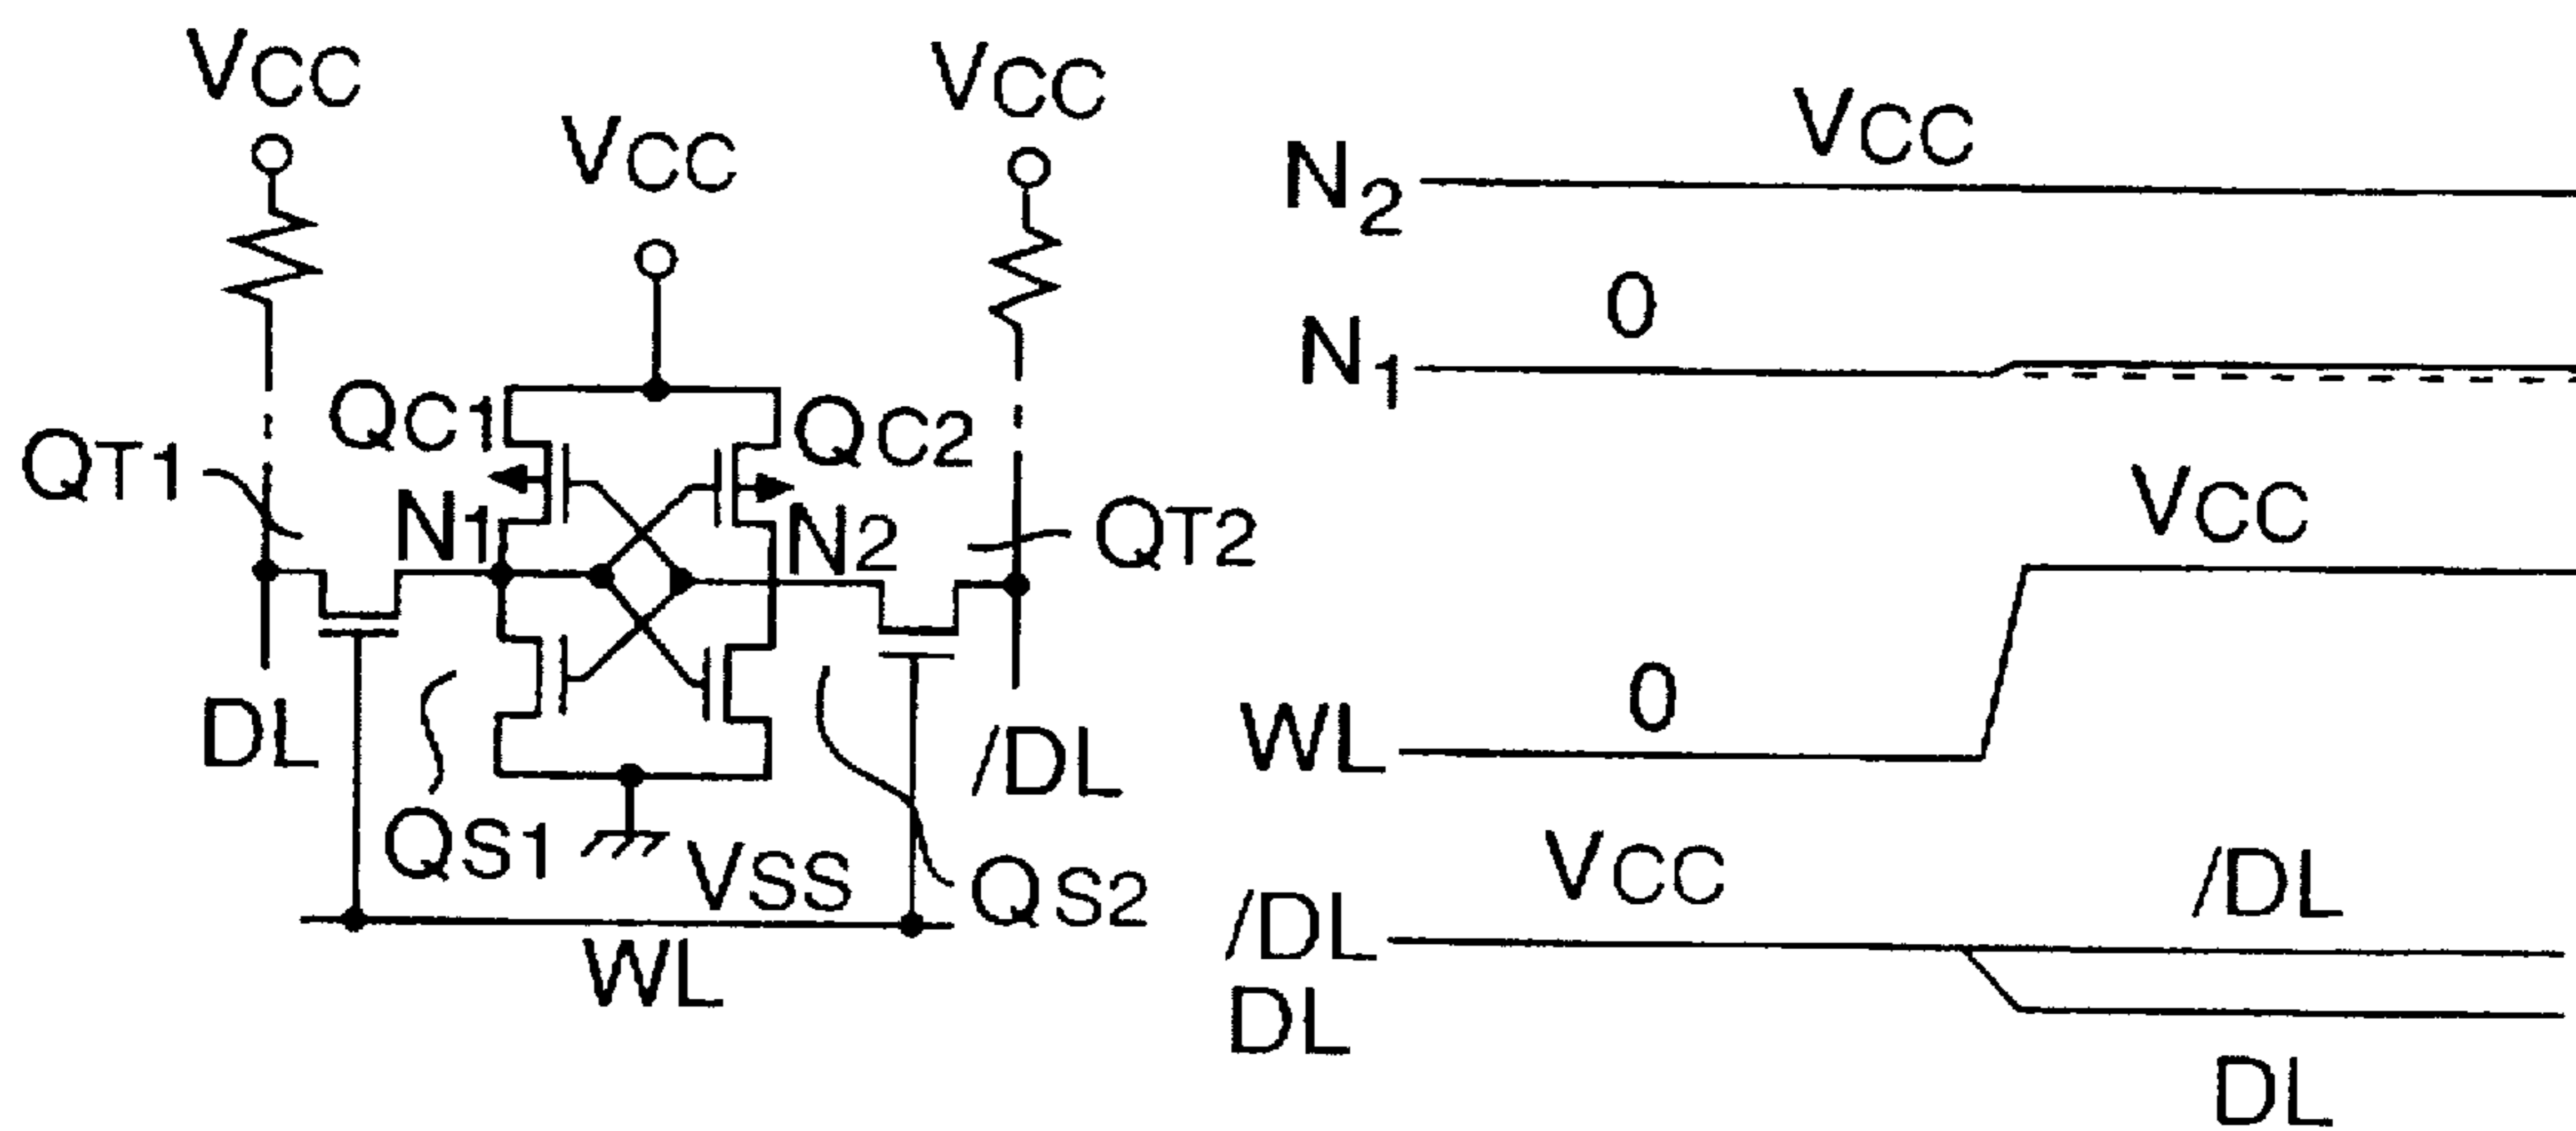 VCC
VCC
VCC
QC1
QC2
QT1
N1
N2
QT2
DL
/DL
QS1
VSS
QS2
WL
VCC
N2
0
N1
VCC
0
WL
VCC
/DL
/DL
DL
DL